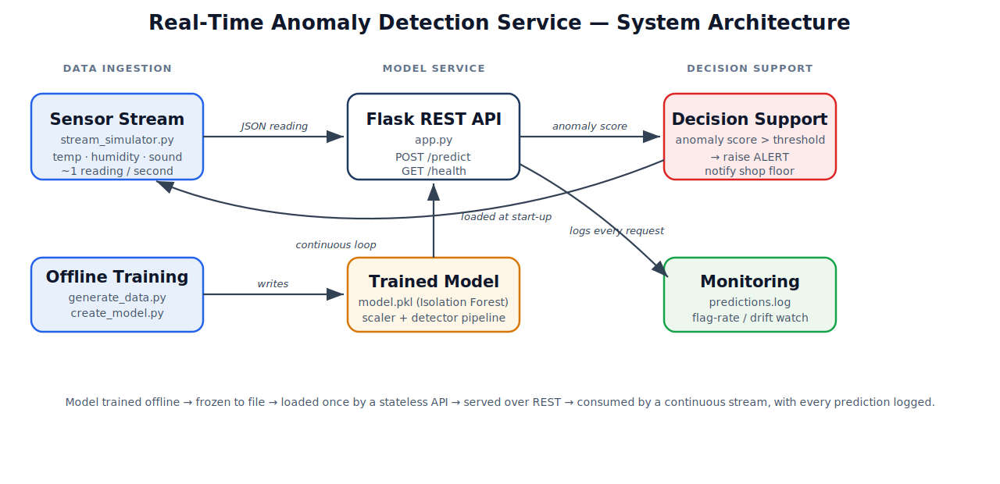 Real-Time Anomaly Detection Service — System Architecture
DATA INGESTION
MODEL SERVICE
DECISION SUPPORT
Sensor Stream
stream_simulator.py
temp · humidity · sound
~1 reading / second
JSON reading
Flask REST API
app.py
POST /predict
GET /health
anomaly score
Decision Support
anomaly score > threshold
→ raise ALERT
notify shop floor
loaded at start-up
logs every request
continuous loop
Offline Training
generate_data.py
create_model.py
writes
Trained Model
model.pkl (Isolation Forest)
scaler + detector pipeline
Monitoring
predictions.log
flag-rate / drift watch
Model trained offline → frozen to file → loaded once by a stateless API → served over REST → consumed by a continuous stream, with every prediction logged.